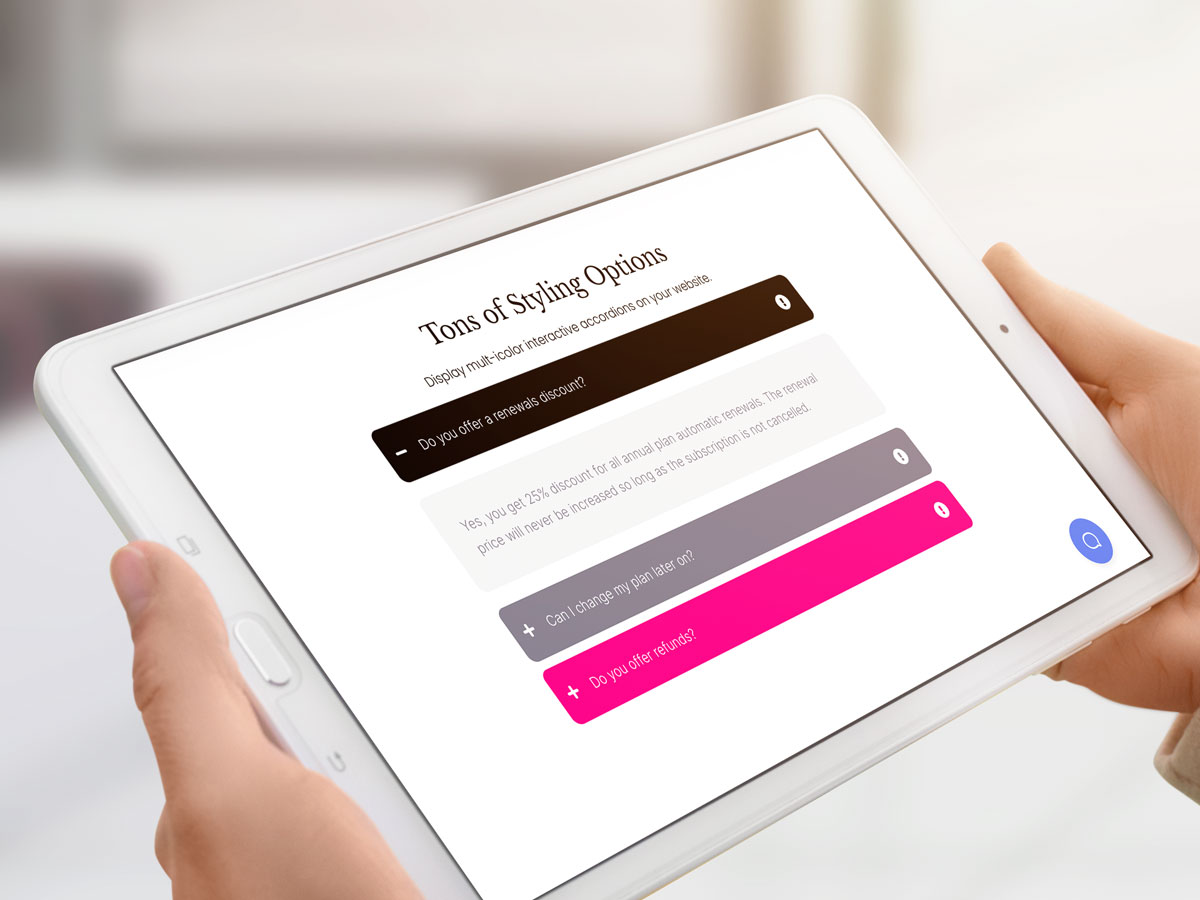 Tons of Styling Options
Display mult-icolor interactive accordions on your website.
Do you offer a renewals discount?
Yes, you get 25% discount for all annual plan automatic renewals. The renewal
price will never be increased so long as the subscription is not cancelled.
Can I change my plan later on?
Do you offer refunds?